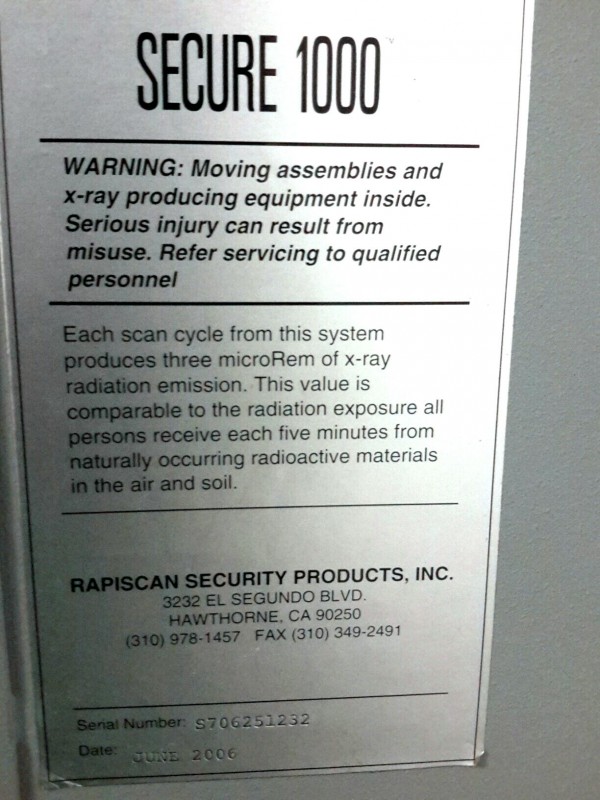 SECURE 1000
WARNING: Moving assemblies and
x-ray producing equipment inside.
Serious injury can result from
misuse. Refer servicing to qualified
personnel
Each scan cycle from this system
produces three microRem of x-ray
radiation emission. This value is
comparable to the radiation exposure all
persons receive each five minutes from
naturally occurring radioactive materials
in the air and soil.
RAPISCAN SECURITY PRODUCTS, INC.
3232 EL SEGUNDO BLVD.
HAWTHORNE, CA 90250
(310) 978-1457 FAX (310) 349-2491
Serial Number: S706251232
Date: JUNE 2006